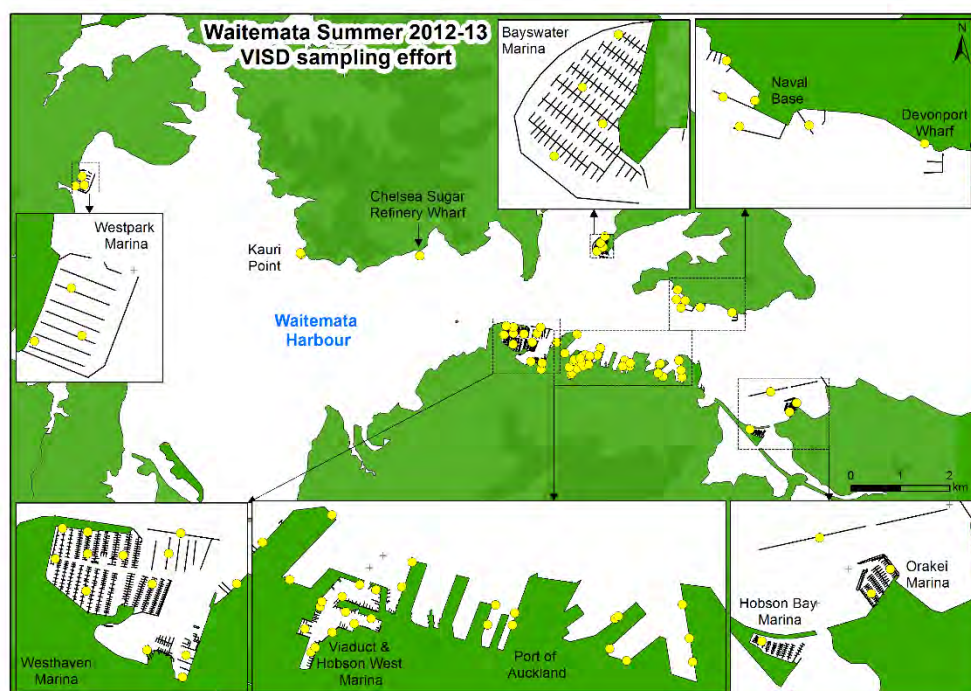 Waitemata Summer 2012-13
VISD sampling effort
Bayswater
Marina
N
Naval
Base
Devonport
Wharf
Chelsea Sugar
Refinery Wharf
Westpark
Marina
Kauri
Point
Waitemata
Harbour
0 1 2
km
Westhaven
Marina
Viaduct &
Hobson West
Marina
Port of
Auckland
Orakei
Marina
Hobson Bay
Marina